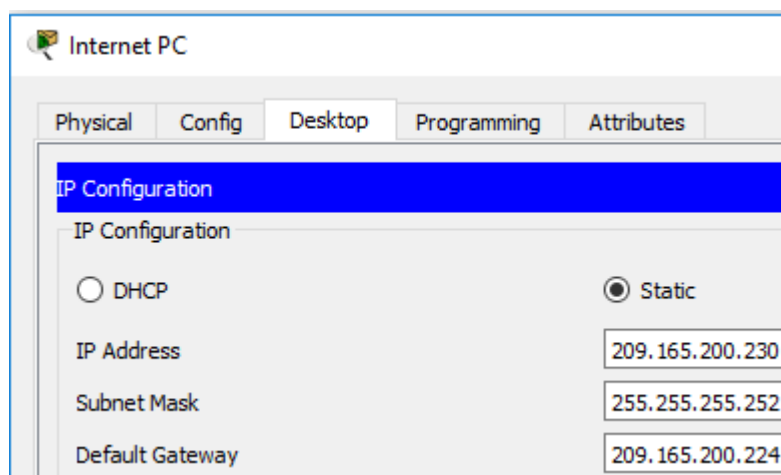 Internet PC
Physical Config Desktop Programming Attributes
IP Configuration
IP Configuration
DHCP Static
IP Address 209.165.200.230
Subnet Mask 255.255.255.252
Default Gateway 209.165.200.224